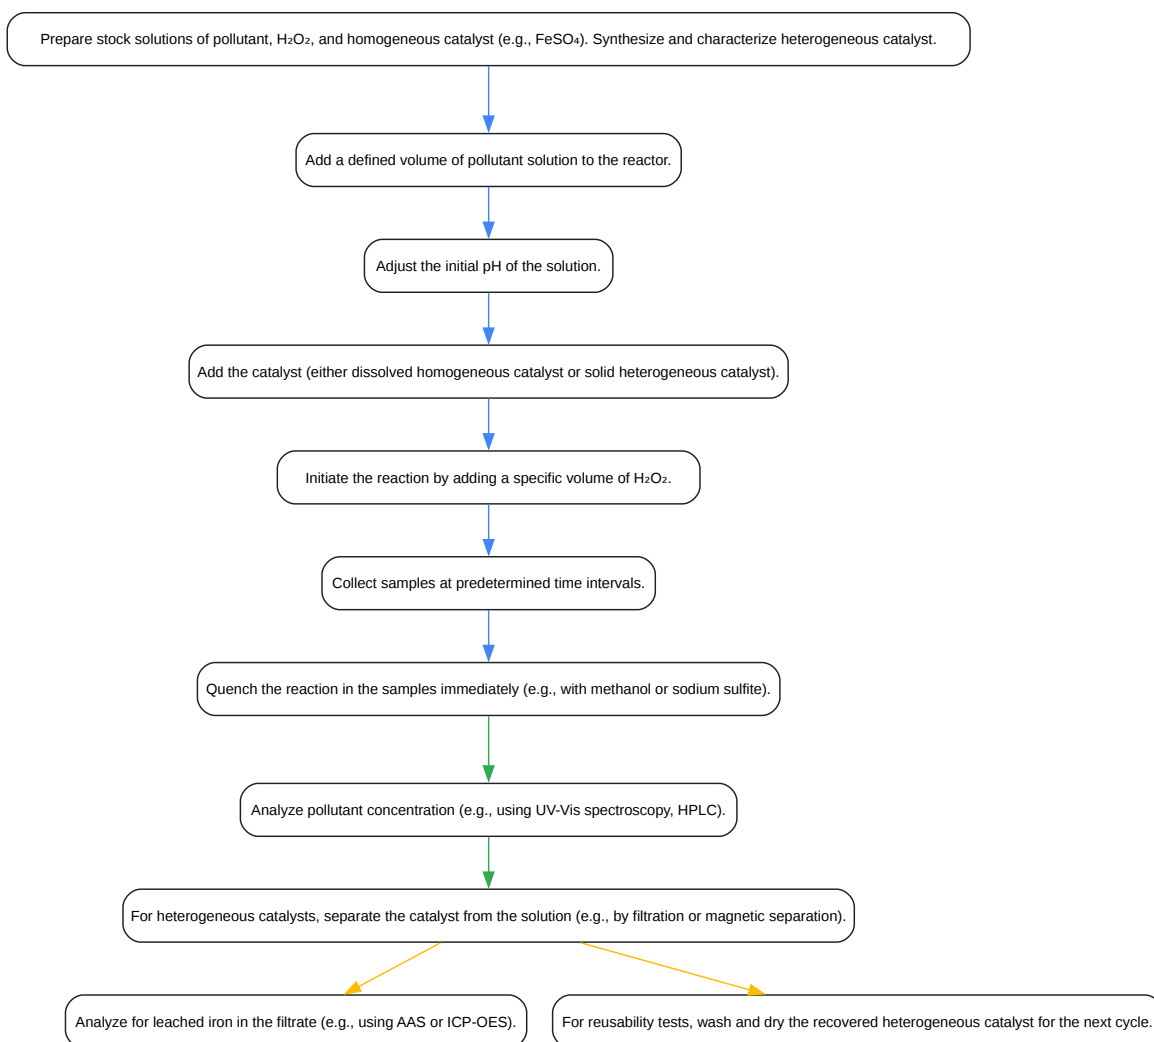 Prepare stock solutions of pollutant, H₂O₂, and homogeneous catalyst (e.g., FeSO₄). Synthesize and characterize heterogeneous catalyst.
Add a defined volume of pollutant solution to the reactor.
Adjust the initial pH of the solution.
Add the catalyst (either dissolved homogeneous catalyst or solid heterogeneous catalyst).
Initiate the reaction by adding a specific volume of H₂O₂.
Collect samples at predetermined time intervals.
Quench the reaction in the samples immediately (e.g., with methanol or sodium sulfite).
Analyze pollutant concentration (e.g., using UV-Vis spectroscopy, HPLC).
For heterogeneous catalysts, separate the catalyst from the solution (e.g., by filtration or magnetic separation).
Analyze for leached iron in the filtrate (e.g., using AAS or ICP-OES).
For reusability tests, wash and dry the recovered heterogeneous catalyst for the next cycle.